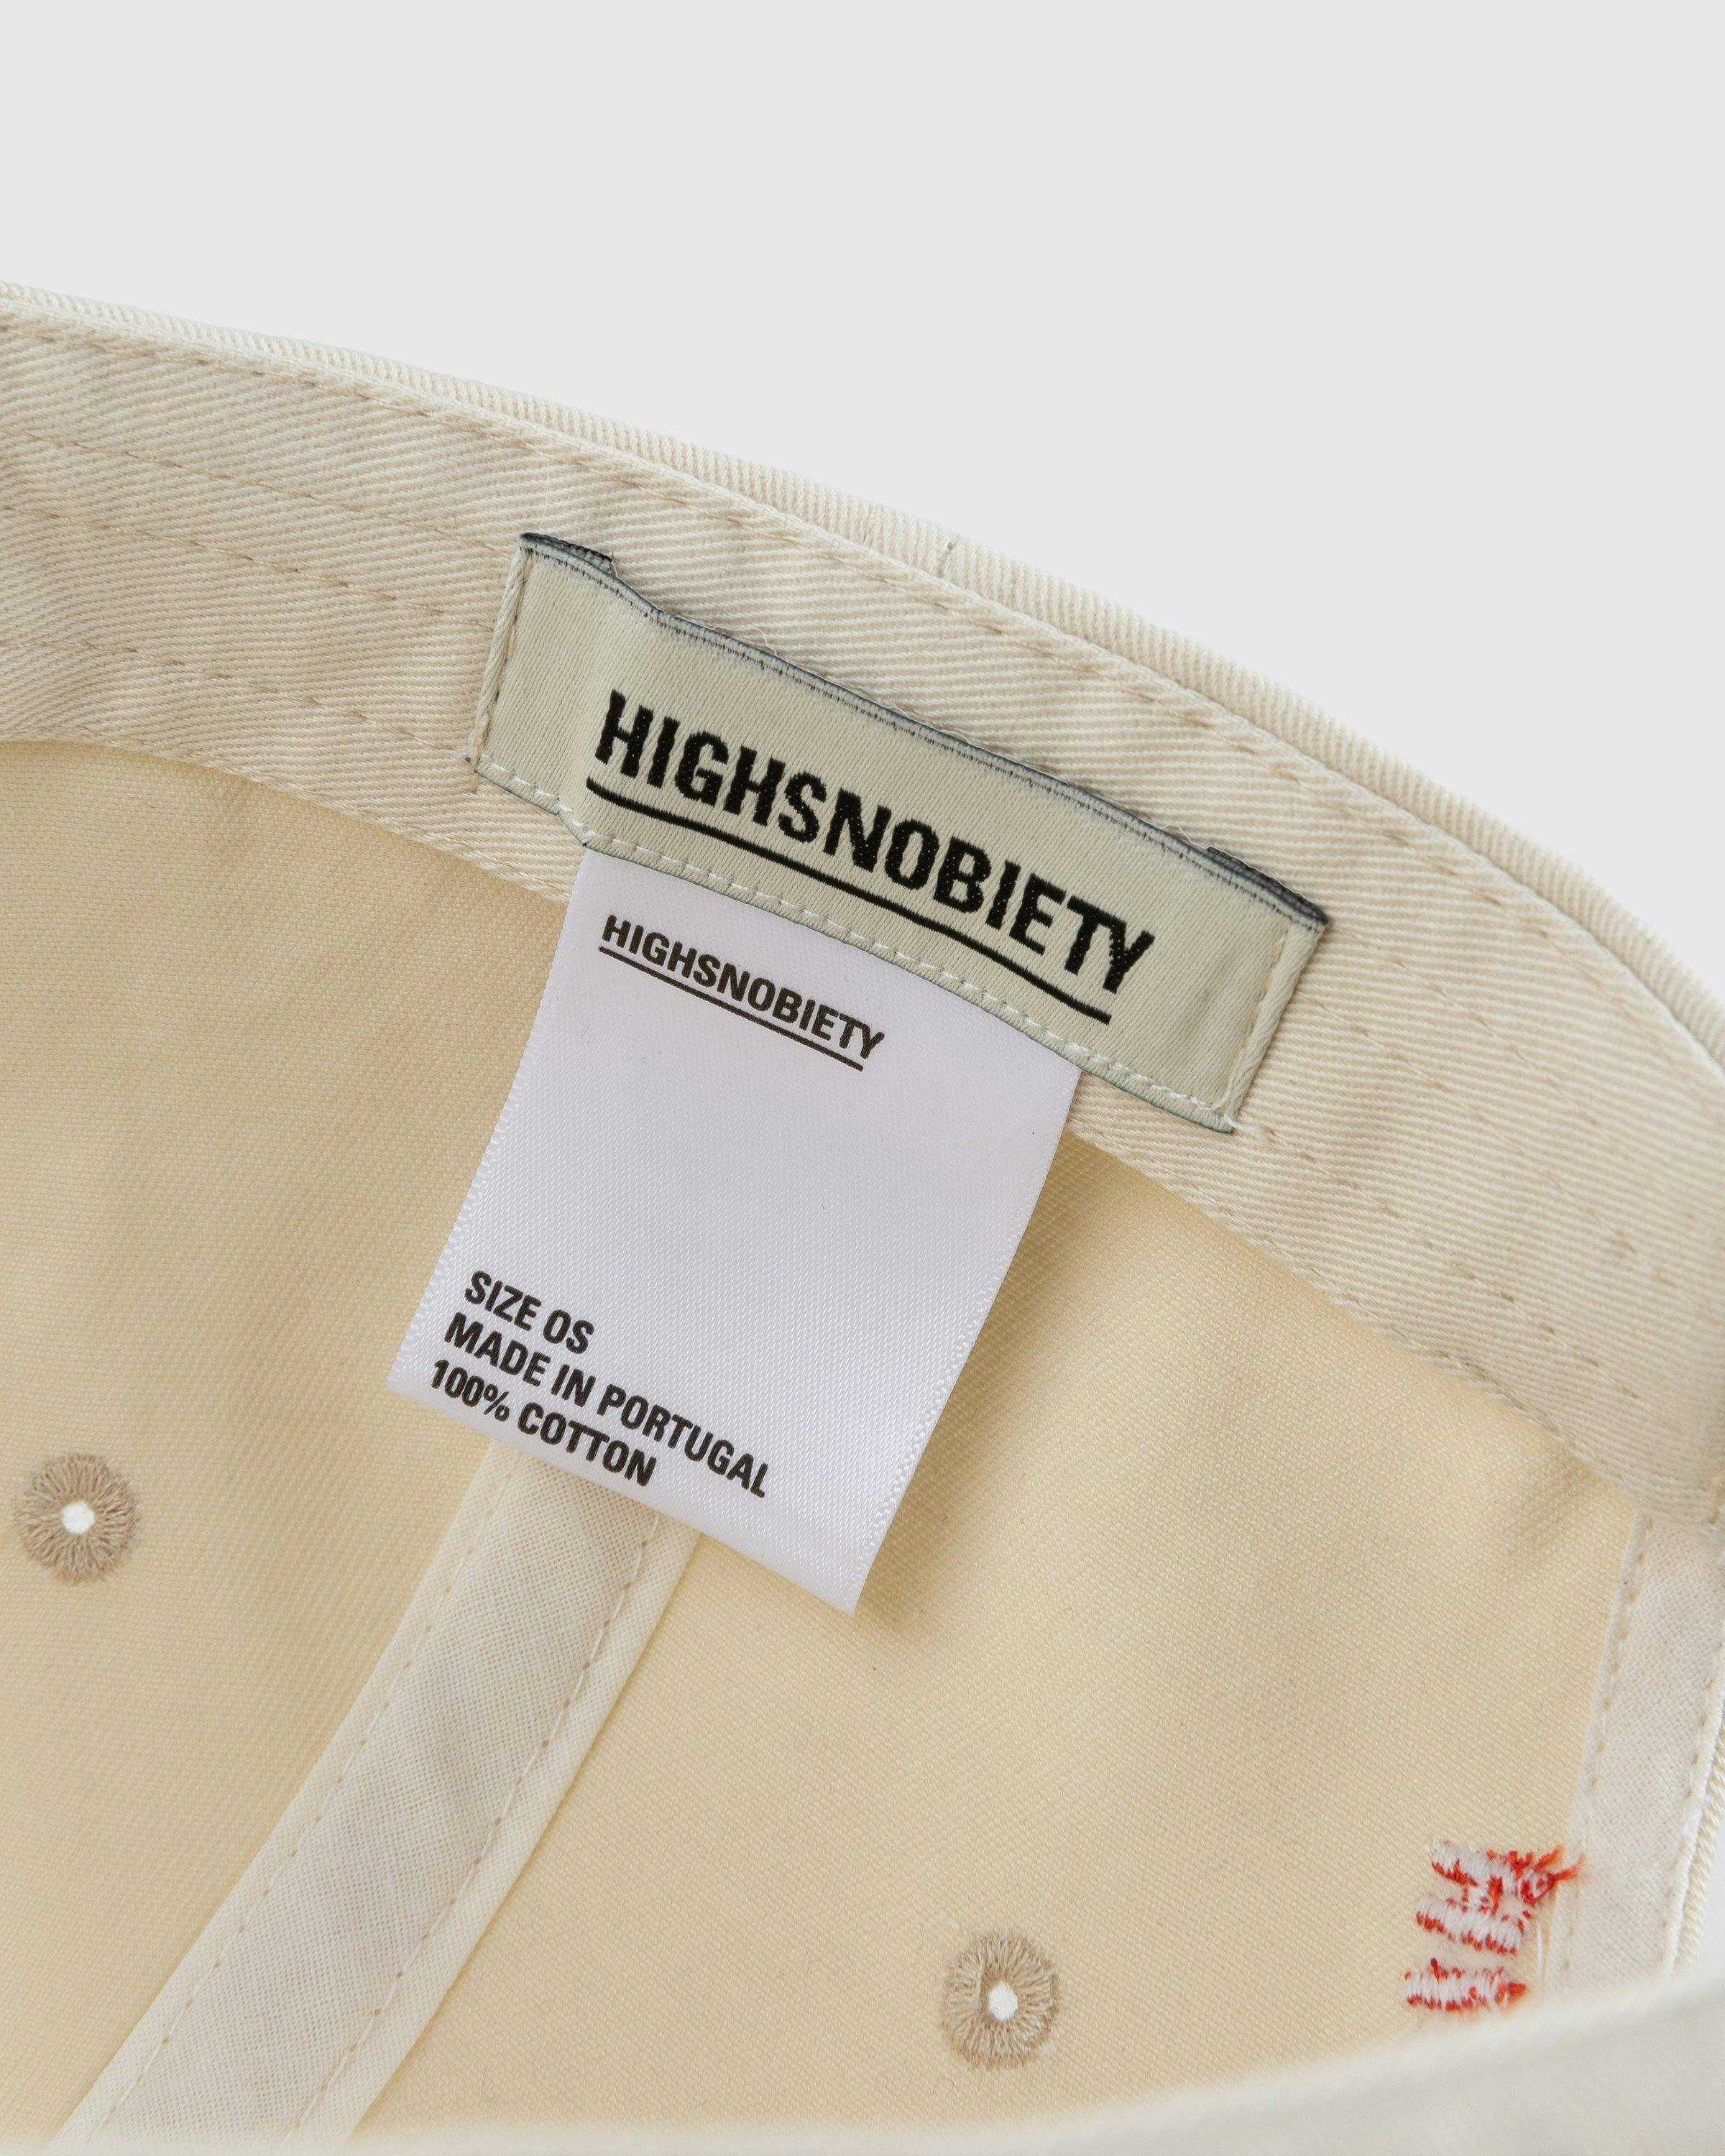 HIGHSNOBIETY
HIGHSNOBIETY
SIZE OS
MADE IN PORTUGAL
100% COTTON